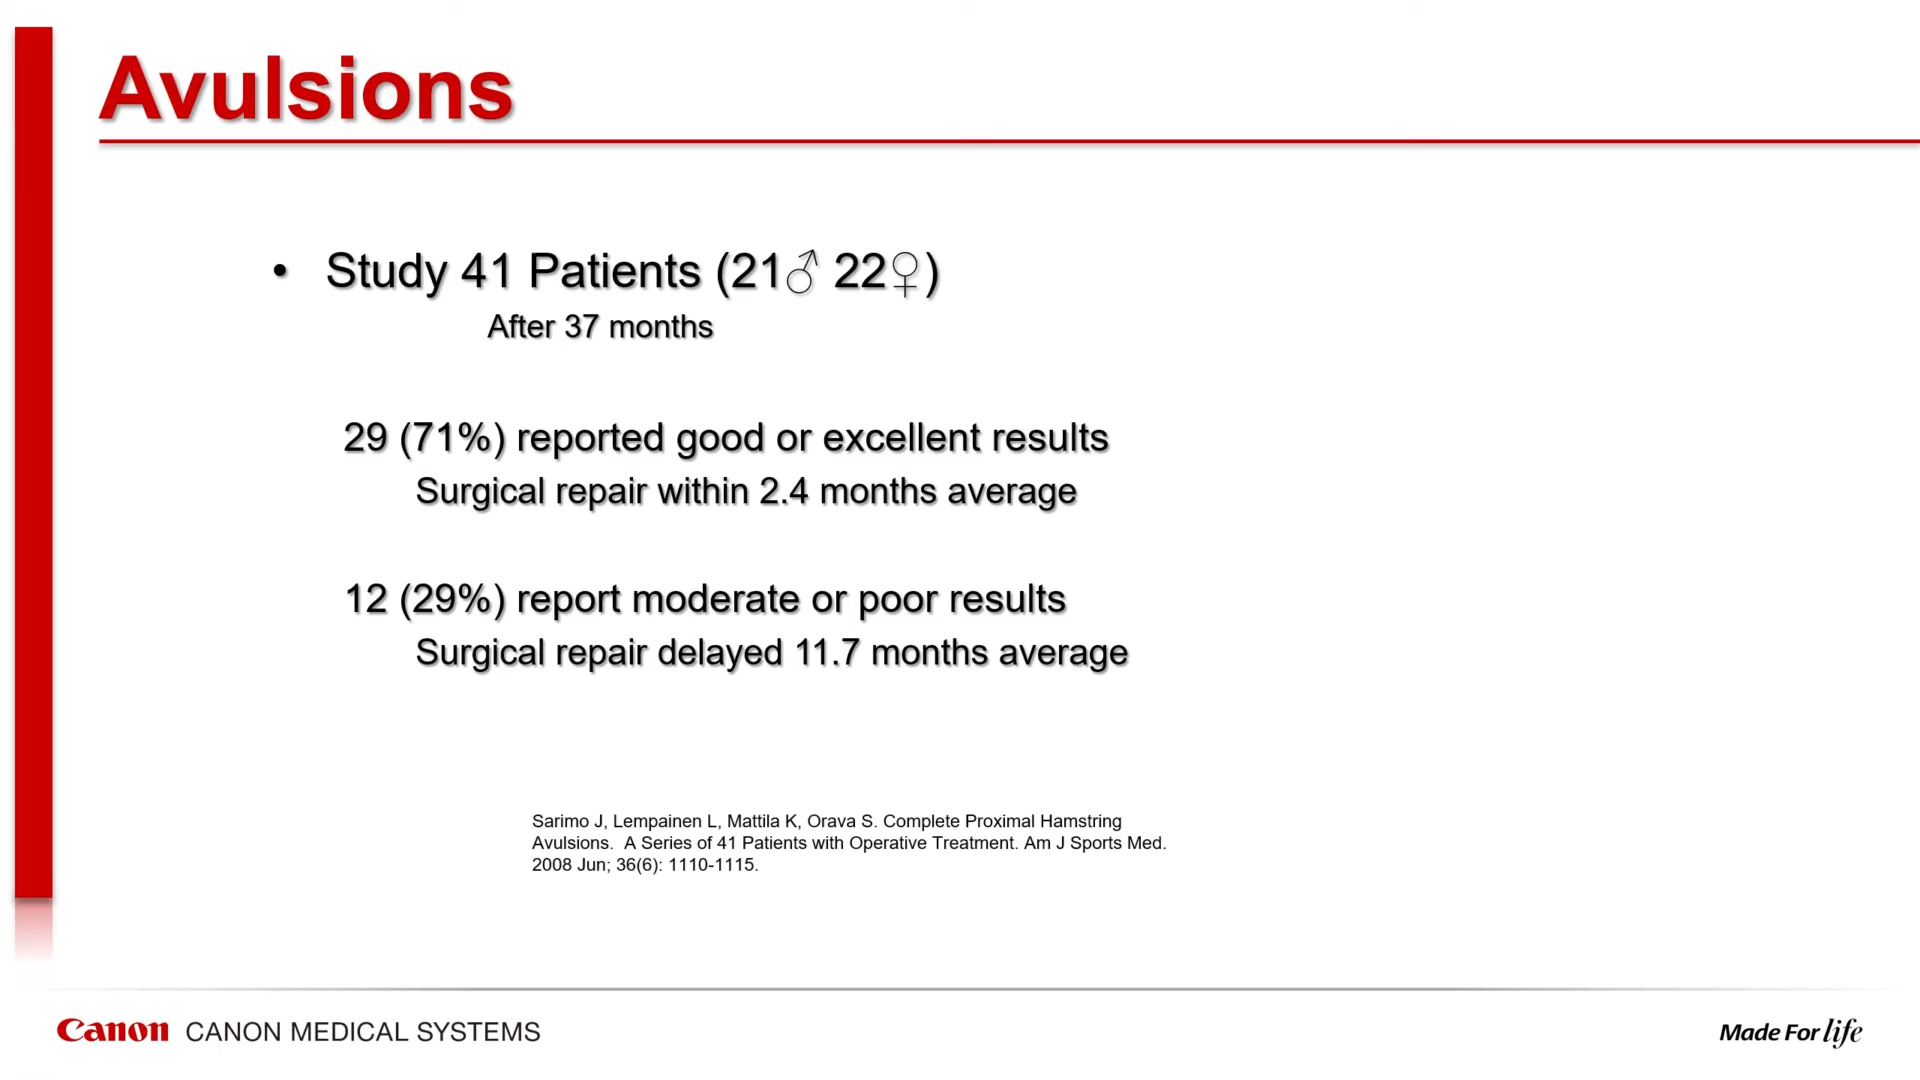 Avulsions
• Study 41 Patients (21♂ 22♀)
After 37 months
29 (71%) reported good or excellent results
Surgical repair within 2.4 months average
12 (29%) report moderate or poor results
Surgical repair delayed 11.7 months average
Sarimo J, Lempainen L, Mattila K, Orava S. Complete Proximal Hamstring
Avulsions. A Series of 41 Patients with Operative Treatment. Am J Sports Med.
2008 Jun; 36(6): 1110-1115.
Canon CANON MEDICAL SYSTEMS
Made For life